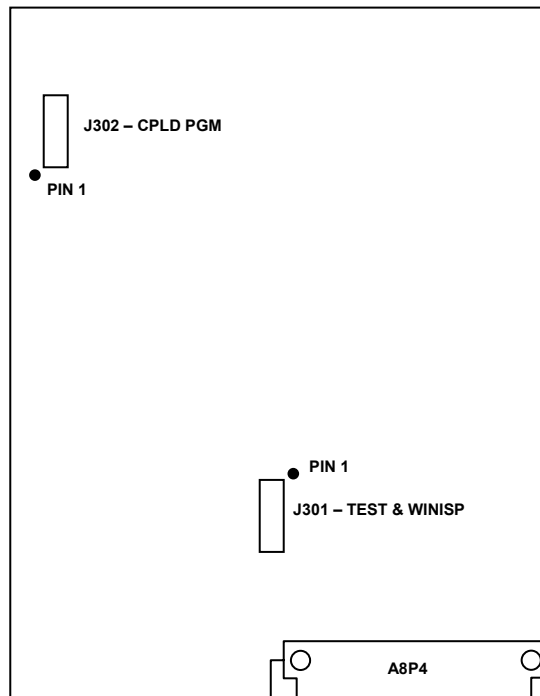 J302 – CPLD PGM
PIN 1
PIN 1
J301 – TEST & WINISP
A8P4